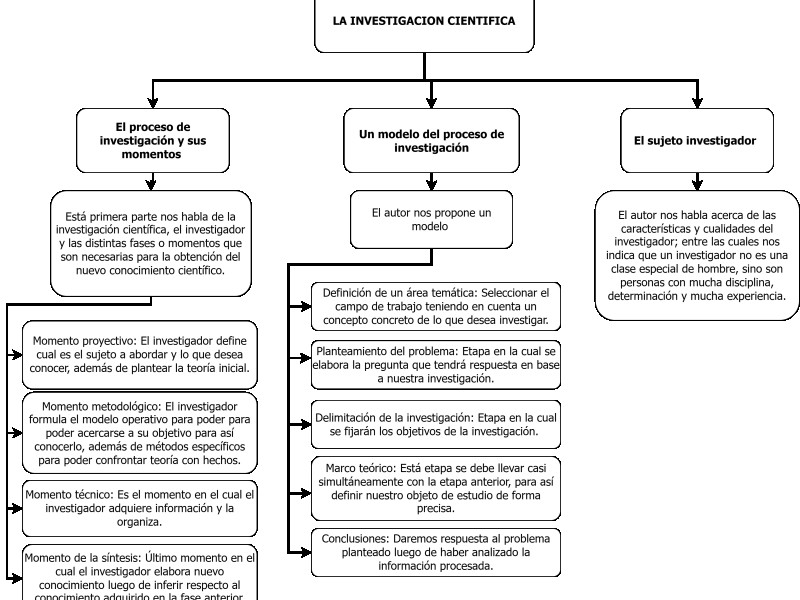 LA INVESTIGACION CIENTIFICA
El proceso de
investigación y sus
momentos
Está primera parte nos habla de la
investigación científica, el investigador
y las distintas fases o momentos que
son necesarias para la obtención del
nuevo conocimiento científico.
Momento proyectivo: El investigador define
cual es el sujeto a abordar y lo que desea
conocer, además de plantear la teoría inicial.
Momento metodológico: El investigador
formula el modelo operativo para poder para
poder acercarse a su objetivo para así
conocerlo, además de métodos específicos
para poder confrontar teoría con hechos.
Momento técnico: Es el momento en el cual el
investigador adquiere información y la
organiza.
Momento de la síntesis: Último momento en el
cual el investigador elabora nuevo
conocimiento luego de inferir respecto al
conocimiento adquirido en la fase anterior
Un modelo del proceso de
investigación
El autor nos propone un
modelo
Definición de un área temática: Seleccionar el
campo de trabajo teniendo en cuenta un
concepto concreto de lo que desea investigar.
Planteamiento del problema: Etapa en la cual se
elabora la pregunta que tendrá respuesta en base
a nuestra investigación.
Delimitación de la investigación: Etapa en la cual
se fijarán los objetivos de la investigación.
Marco teórico: Está etapa se debe llevar casi
simultáneamente con la etapa anterior, para así
definir nuestro objeto de estudio de forma
precisa.
Conclusiones: Daremos respuesta al problema
planteado luego de haber analizado la
información procesada.
El sujeto investigador
El autor nos habla acerca de las
características y cualidades del
investigador; entre las cuales nos
indica que un investigador no es una
clase especial de hombre, sino son
personas con mucha disciplina,
determinación y mucha experiencia.